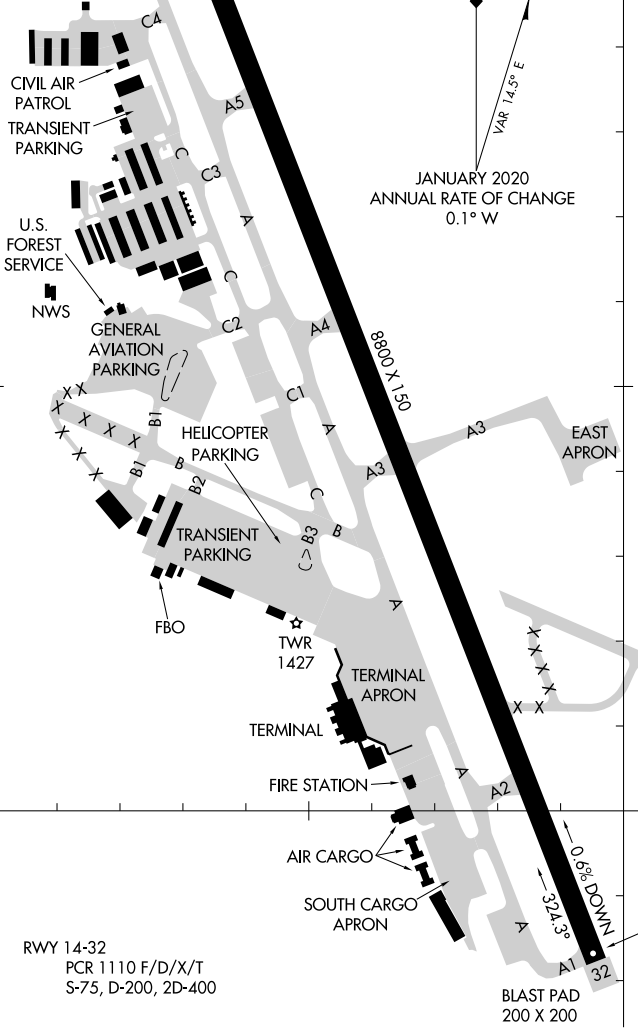 C4
CIVIL AIR
PATROL
TRANSIENT
PARKING
A5
VAR 14.5° E
C
C3
JANUARY 2020
ANNUAL RATE OF CHANGE
0.1° W
A
U.S.
FOREST
SERVICE
NWS
C
C2
A4
GENERAL
AVIATION
PARKING
8800 X 150
X X
X
X
X
X
X
X
X
B1
C1
A
A3
EAST
APRON
HELICOPTER
PARKING
B1
B
B2
A3
C
TRANSIENT
PARKING
B3
B
FBO
TWR
1427
A
X
X
X
X
X X
TERMINAL
APRON
TERMINAL
FIRE STATION
A
A2
AIR CARGO
0.6% DOWN
324.3°
SOUTH CARGO
APRON
A
A1
32
RWY 14-32
PCR 1110 F/D/X/T
S-75, D-200, 2D-400
BLAST PAD
200 X 200